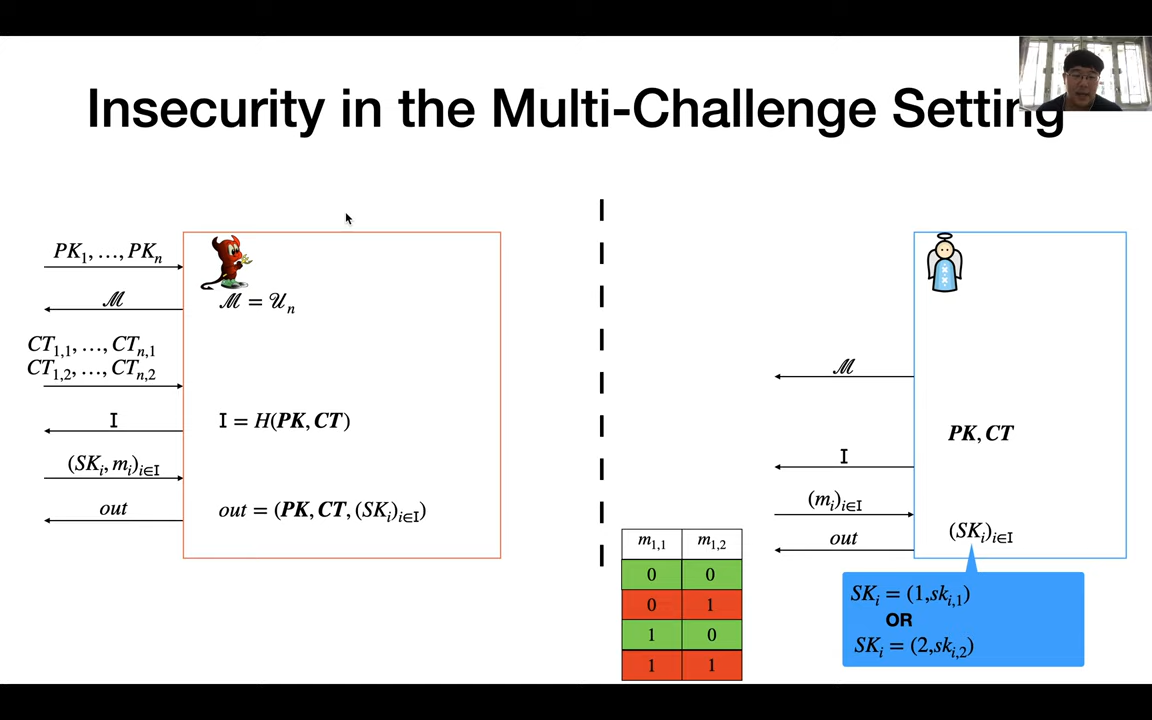 Insecurity in the Multi-Challenge Setting
PK₁, …, PKₙ
ℳ
ℳ = 𝒰ₙ
CT₁,₁, …, CTₙ,₁
CT₁,₂, …, CTₙ,₂
I
I = H(PK, CT)
(SKᵢ, mᵢ)ᵢ∈I
out
out = (PK, CT, (SKᵢ)ᵢ∈I)
ℳ
PK, CT
I
(mᵢ)ᵢ∈I
(SKᵢ)ᵢ∈I
out
m₁,₁ m₁,₂
0 0
0 1
1 0
1 1
SKᵢ = (1,skᵢ,₁)
OR
SKᵢ = (2,skᵢ,₂)